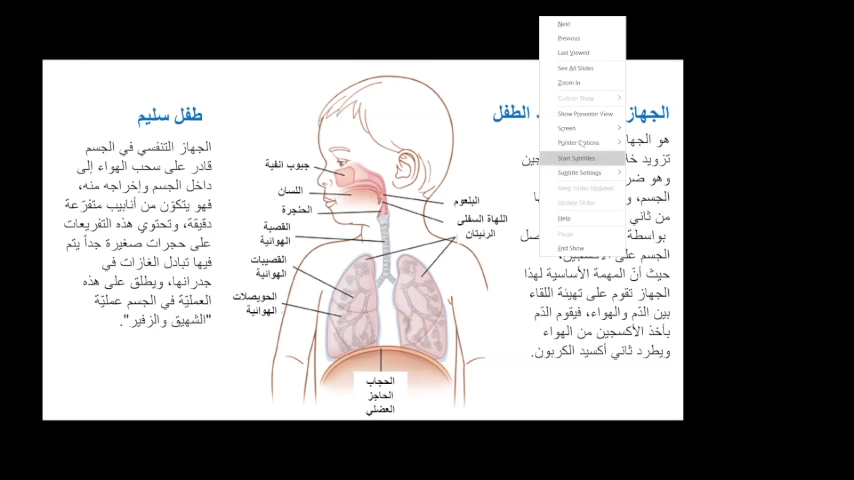 الجهاز الطفل
هو
تزويد
وهو
الجسم،
من ثاني
بواسطة
الجسم على
حيث أنّ المهمة الأساسية لهذا
الجهاز تقوم على تهيئة اللقاء
بين الدّم والهواء، فيقوم الدّم
بأخذ الأكسجين من الهواء
ويطرد ثاني أكسيد الكربون.
Next
Previous
Last Viewed
See All Slides
Zoom In
Custom Show
Show Presenter View
Screen
Pointer Options
Start Subtitles
Subtitle Settings
Keep Slides Updated
Update Slides
Help
Pause
End Show
جيوب انفية
اللسان
الحنجرة
القصبة
الهوائية
القصيبات
الهوائية
الحويصلات
الهوائية
البلعوم
اللهاة السفلى
الرئيتان
الحجاب
الحاجز
العضلي
طفل سليم
الجهاز التنفسي في الجسم
قادر على سحب الهواء إلى
داخل الجسم وإخراجه منه،
فهو يتكوّن من أنابيب متفرّعة
دقيقة، وتحتوي هذه التفريعات
على حجرات صغيرة جداً يتم
فيها تبادل الغازات في
جدرانها، ويطلق على هذه
العمليّة في الجسم عمليّة
"الشهيق والزفير".